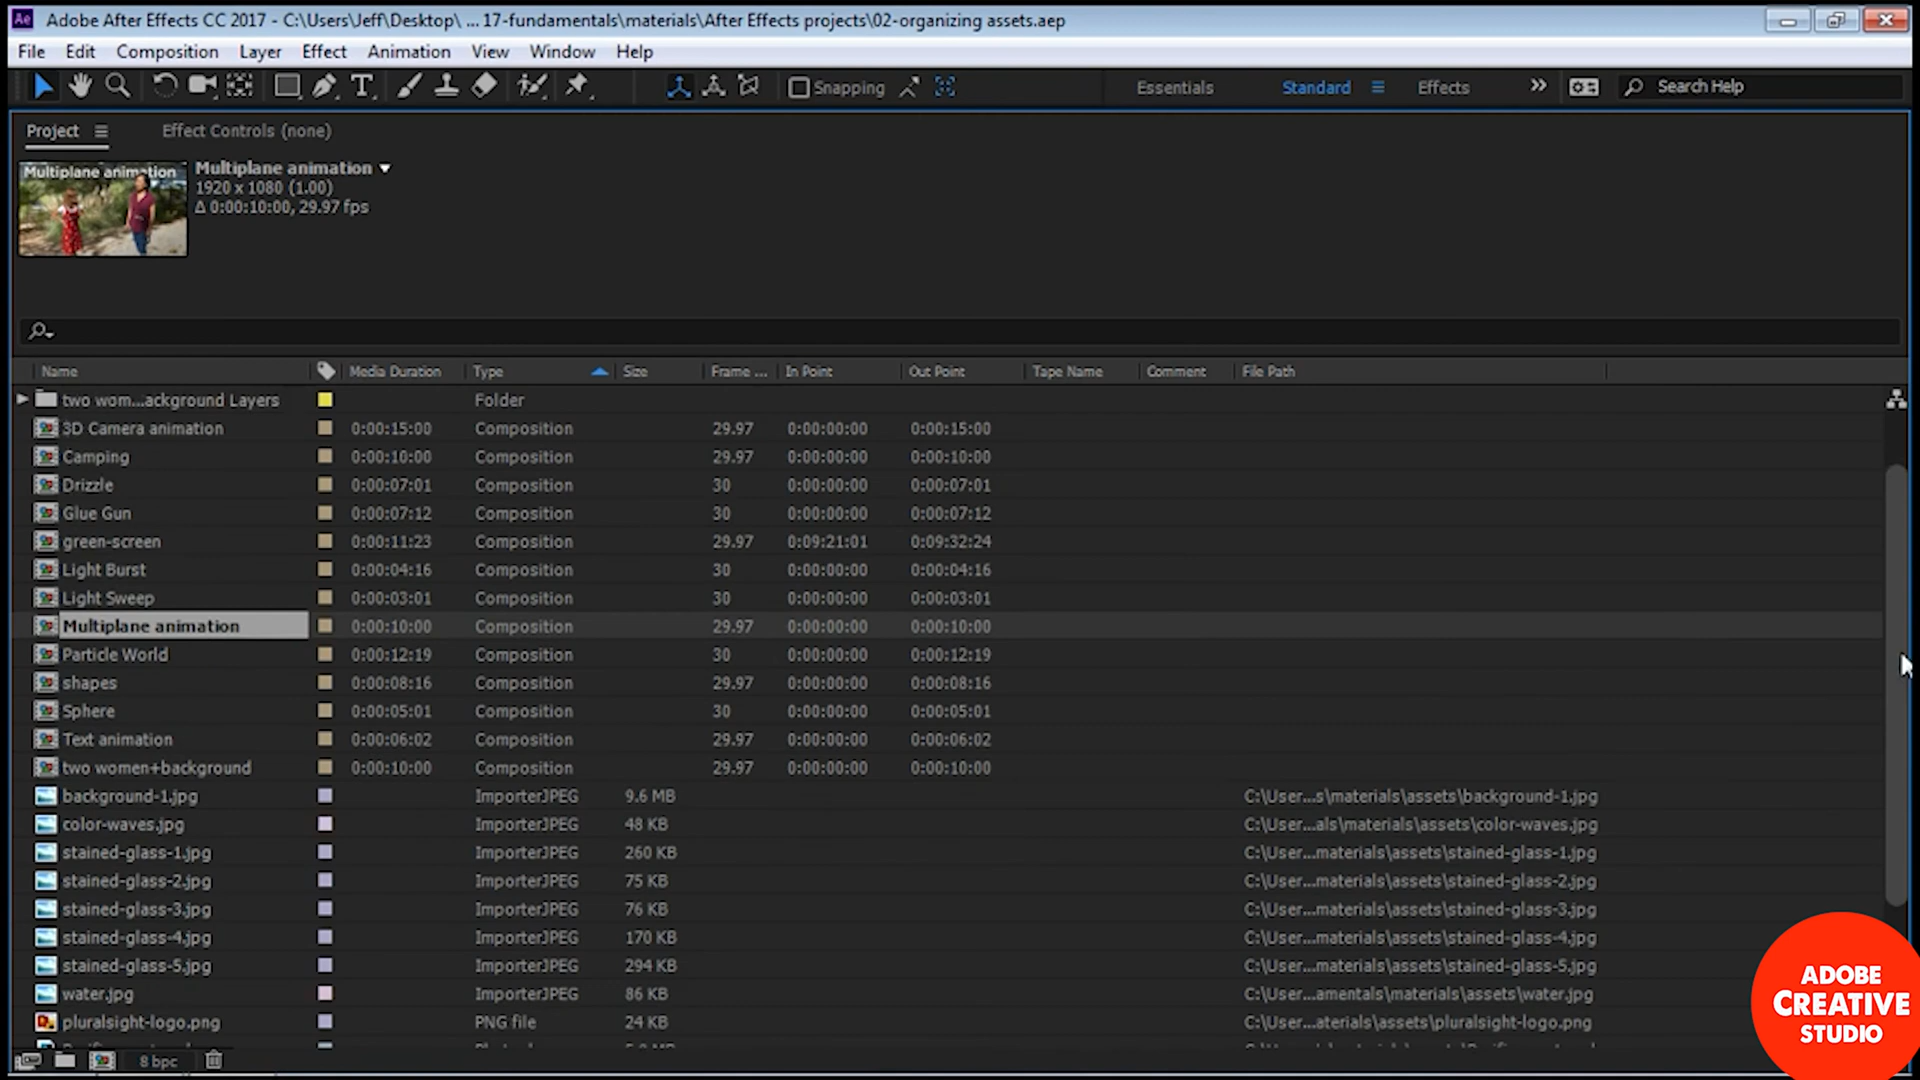 Adobe After Effects CC 2017 - C:\Users\Jeff\Desktop\ ... 17-fundamentals\materials\After Effects projects\02-organizing assets.aep
File Edit Composition Layer Effect Animation View Window Help
Snapping Essentials Standard Effects Search Help
Project Effect Controls (none)
Multiplane animation
Multiplane animation
1920 x 1080 (1.00)
Δ 0:00:10:00, 29.97 fps
Name Media Duration Type Size Frame ... In Point Out Point Tape Name Comment File Path
two wom...ackground Layers Folder
3D Camera animation 0:00:15:00 Composition 29.97 0:00:00:00 0:00:15:00
Camping 0:00:10:00 Composition 29.97 0:00:00:00 0:00:10:00
Drizzle 0:00:07:01 Composition 30 0:00:00:00 0:00:07:01
Glue Gun 0:00:07:12 Composition 30 0:00:00:00 0:00:07:12
green-screen 0:00:11:23 Composition 29.97 0:09:21:01 0:09:32:24
Light Burst 0:00:04:16 Composition 30 0:00:00:00 0:00:04:16
Light Sweep 0:00:03:01 Composition 30 0:00:00:00 0:00:03:01
Multiplane animation 0:00:10:00 Composition 29.97 0:00:00:00 0:00:10:00
Particle World 0:00:12:19 Composition 30 0:00:00:00 0:00:12:19
shapes 0:00:08:16 Composition 29.97 0:00:00:00 0:00:08:16
Sphere 0:00:05:01 Composition 30 0:00:00:00 0:00:05:01
Text animation 0:00:06:02 Composition 29.97 0:00:00:00 0:00:06:02
two women+background 0:00:10:00 Composition 29.97 0:00:00:00 0:00:10:00
background-1.jpg ImporterJPEG 9.6 MB C:\User...s\materials\assets\background-1.jpg
color-waves.jpg ImporterJPEG 48 KB C:\User...als\materials\assets\color-waves.jpg
stained-glass-1.jpg ImporterJPEG 260 KB C:\User...materials\assets\stained-glass-1.jpg
stained-glass-2.jpg ImporterJPEG 75 KB C:\User...materials\assets\stained-glass-2.jpg
stained-glass-3.jpg ImporterJPEG 76 KB C:\User...materials\assets\stained-glass-3.jpg
stained-glass-4.jpg ImporterJPEG 170 KB C:\User...materials\assets\stained-glass-4.jpg
stained-glass-5.jpg ImporterJPEG 294 KB C:\User...materials\assets\stained-glass-5.jpg
water.jpg ImporterJPEG 86 KB C:\User...amentals\materials\assets\water.jpg
pluralsight-logo.png PNG file 24 KB C:\User...aterials\assets\pluralsight-logo.png
8 bpc
ADOBE
CREATIVE
STUDIO